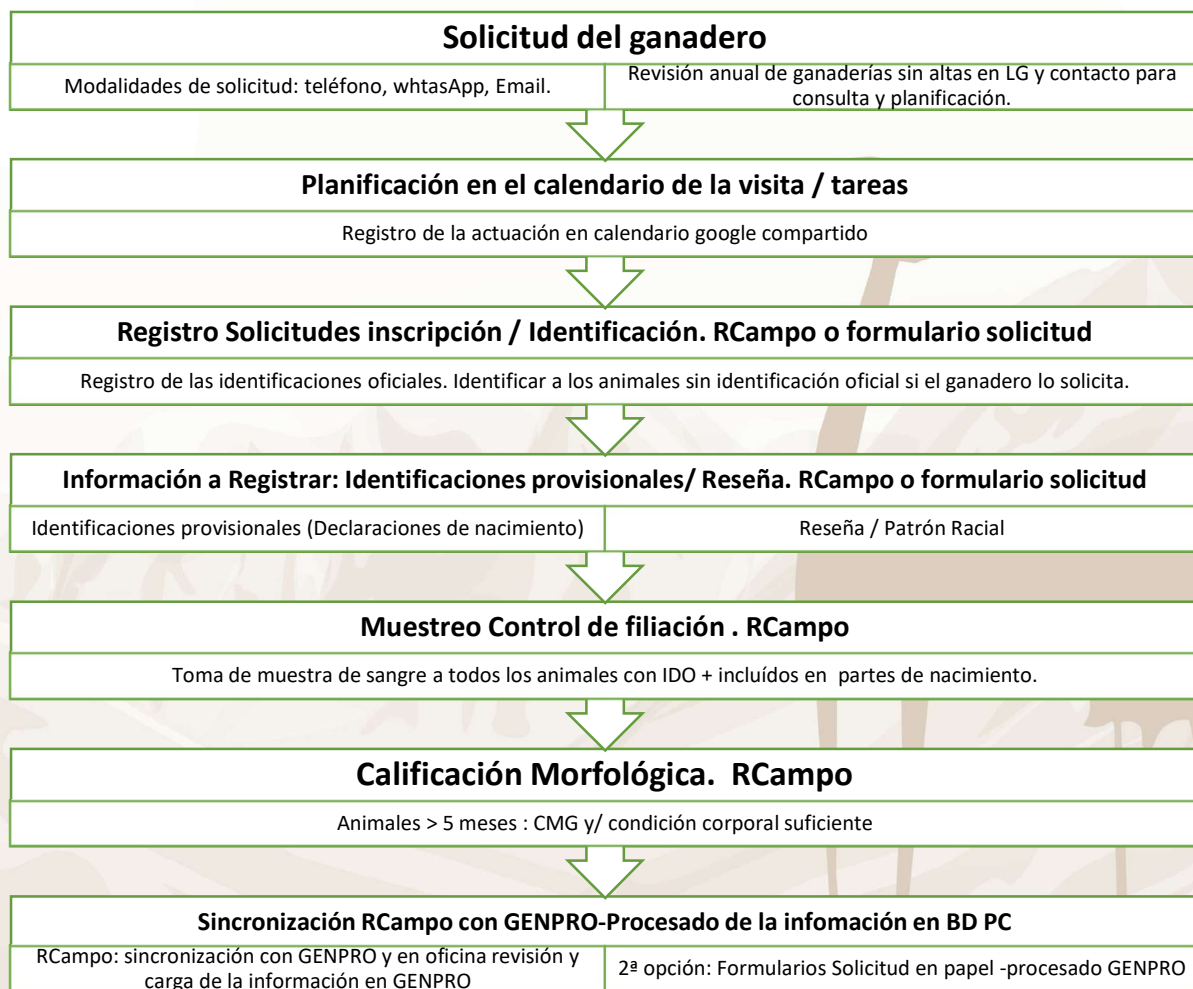 Solicitud del ganadero
Modalidades de solicitud: teléfono, whtasApp, Email.
Revisión anual de ganaderías sin altas en LG y contacto para
consulta y planificación.
Planificación en el calendario de la visita / tareas
Registro de la actuación en calendario google compartido
Registro Solicitudes inscripción / Identificación. RCampo o formulario solicitud
Registro de las identificaciones oficiales. Identificar a los animales sin identificación oficial si el ganadero lo solicita.
Información a Registrar: Identificaciones provisionales/ Reseña. RCampo o formulario solicitud
Identificaciones provisionales (Declaraciones de nacimiento)
Reseña / Patrón Racial
Muestreo Control de filiación . RCampo
Toma de muestra de sangre a todos los animales con IDO + incluídos en partes de nacimiento.
Calificación Morfológica. RCampo
Animales > 5 meses : CMG y/ condición corporal suficiente
Sincronización RCampo con GENPRO-Procesado de la infomación en BD PC
RCampo: sincronización con GENPRO y en oficina revisión y
carga de la información en GENPRO
2ª opción: Formularios Solicitud en papel -procesado GENPRO